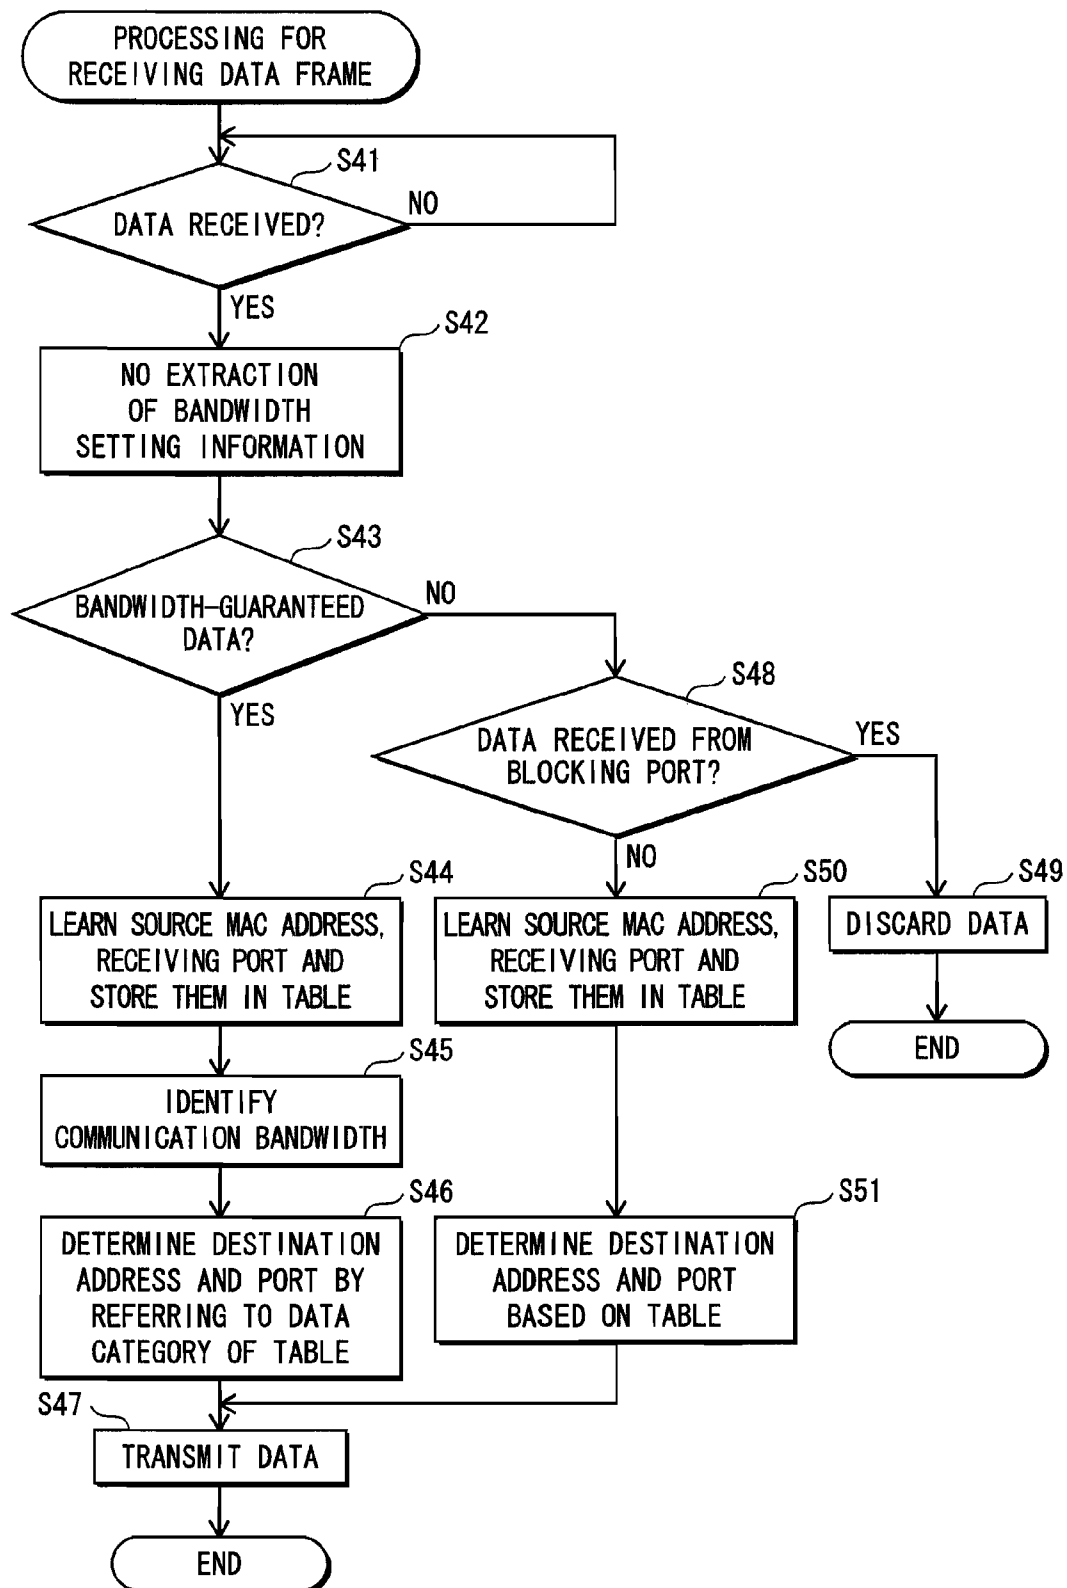 PROCESSING FOR
RECEIVING DATA FRAME
S41
DATA RECEIVED?
NO
YES
S42
NO EXTRACTION
OF BANDWIDTH
SETTING INFORMATION
S43
BANDWIDTH-GUARANTEED
DATA?
NO
YES
S48
DATA RECEIVED FROM
BLOCKING PORT?
YES
NO
S44
LEARN SOURCE MAC ADDRESS,
RECEIVING PORT AND
STORE THEM IN TABLE
S50
LEARN SOURCE MAC ADDRESS,
RECEIVING PORT AND
STORE THEM IN TABLE
S49
DISCARD DATA
END
S45
IDENTIFY
COMMUNICATION BANDWIDTH
S46
DETERMINE DESTINATION
ADDRESS AND PORT BY
REFERRING TO DATA
CATEGORY OF TABLE
S51
DETERMINE DESTINATION
ADDRESS AND PORT
BASED ON TABLE
S47
TRANSMIT DATA
END